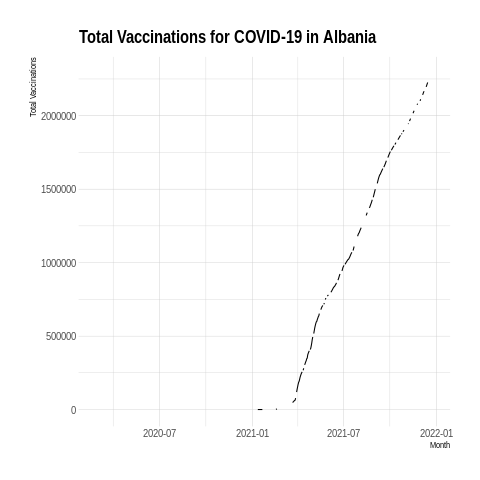 Total Vaccinations for COVID-19 in Albania
Total Vaccinations
2000000
1500000
1000000
500000
0
2020-07 2021-01 2021-07 2022-01
Month